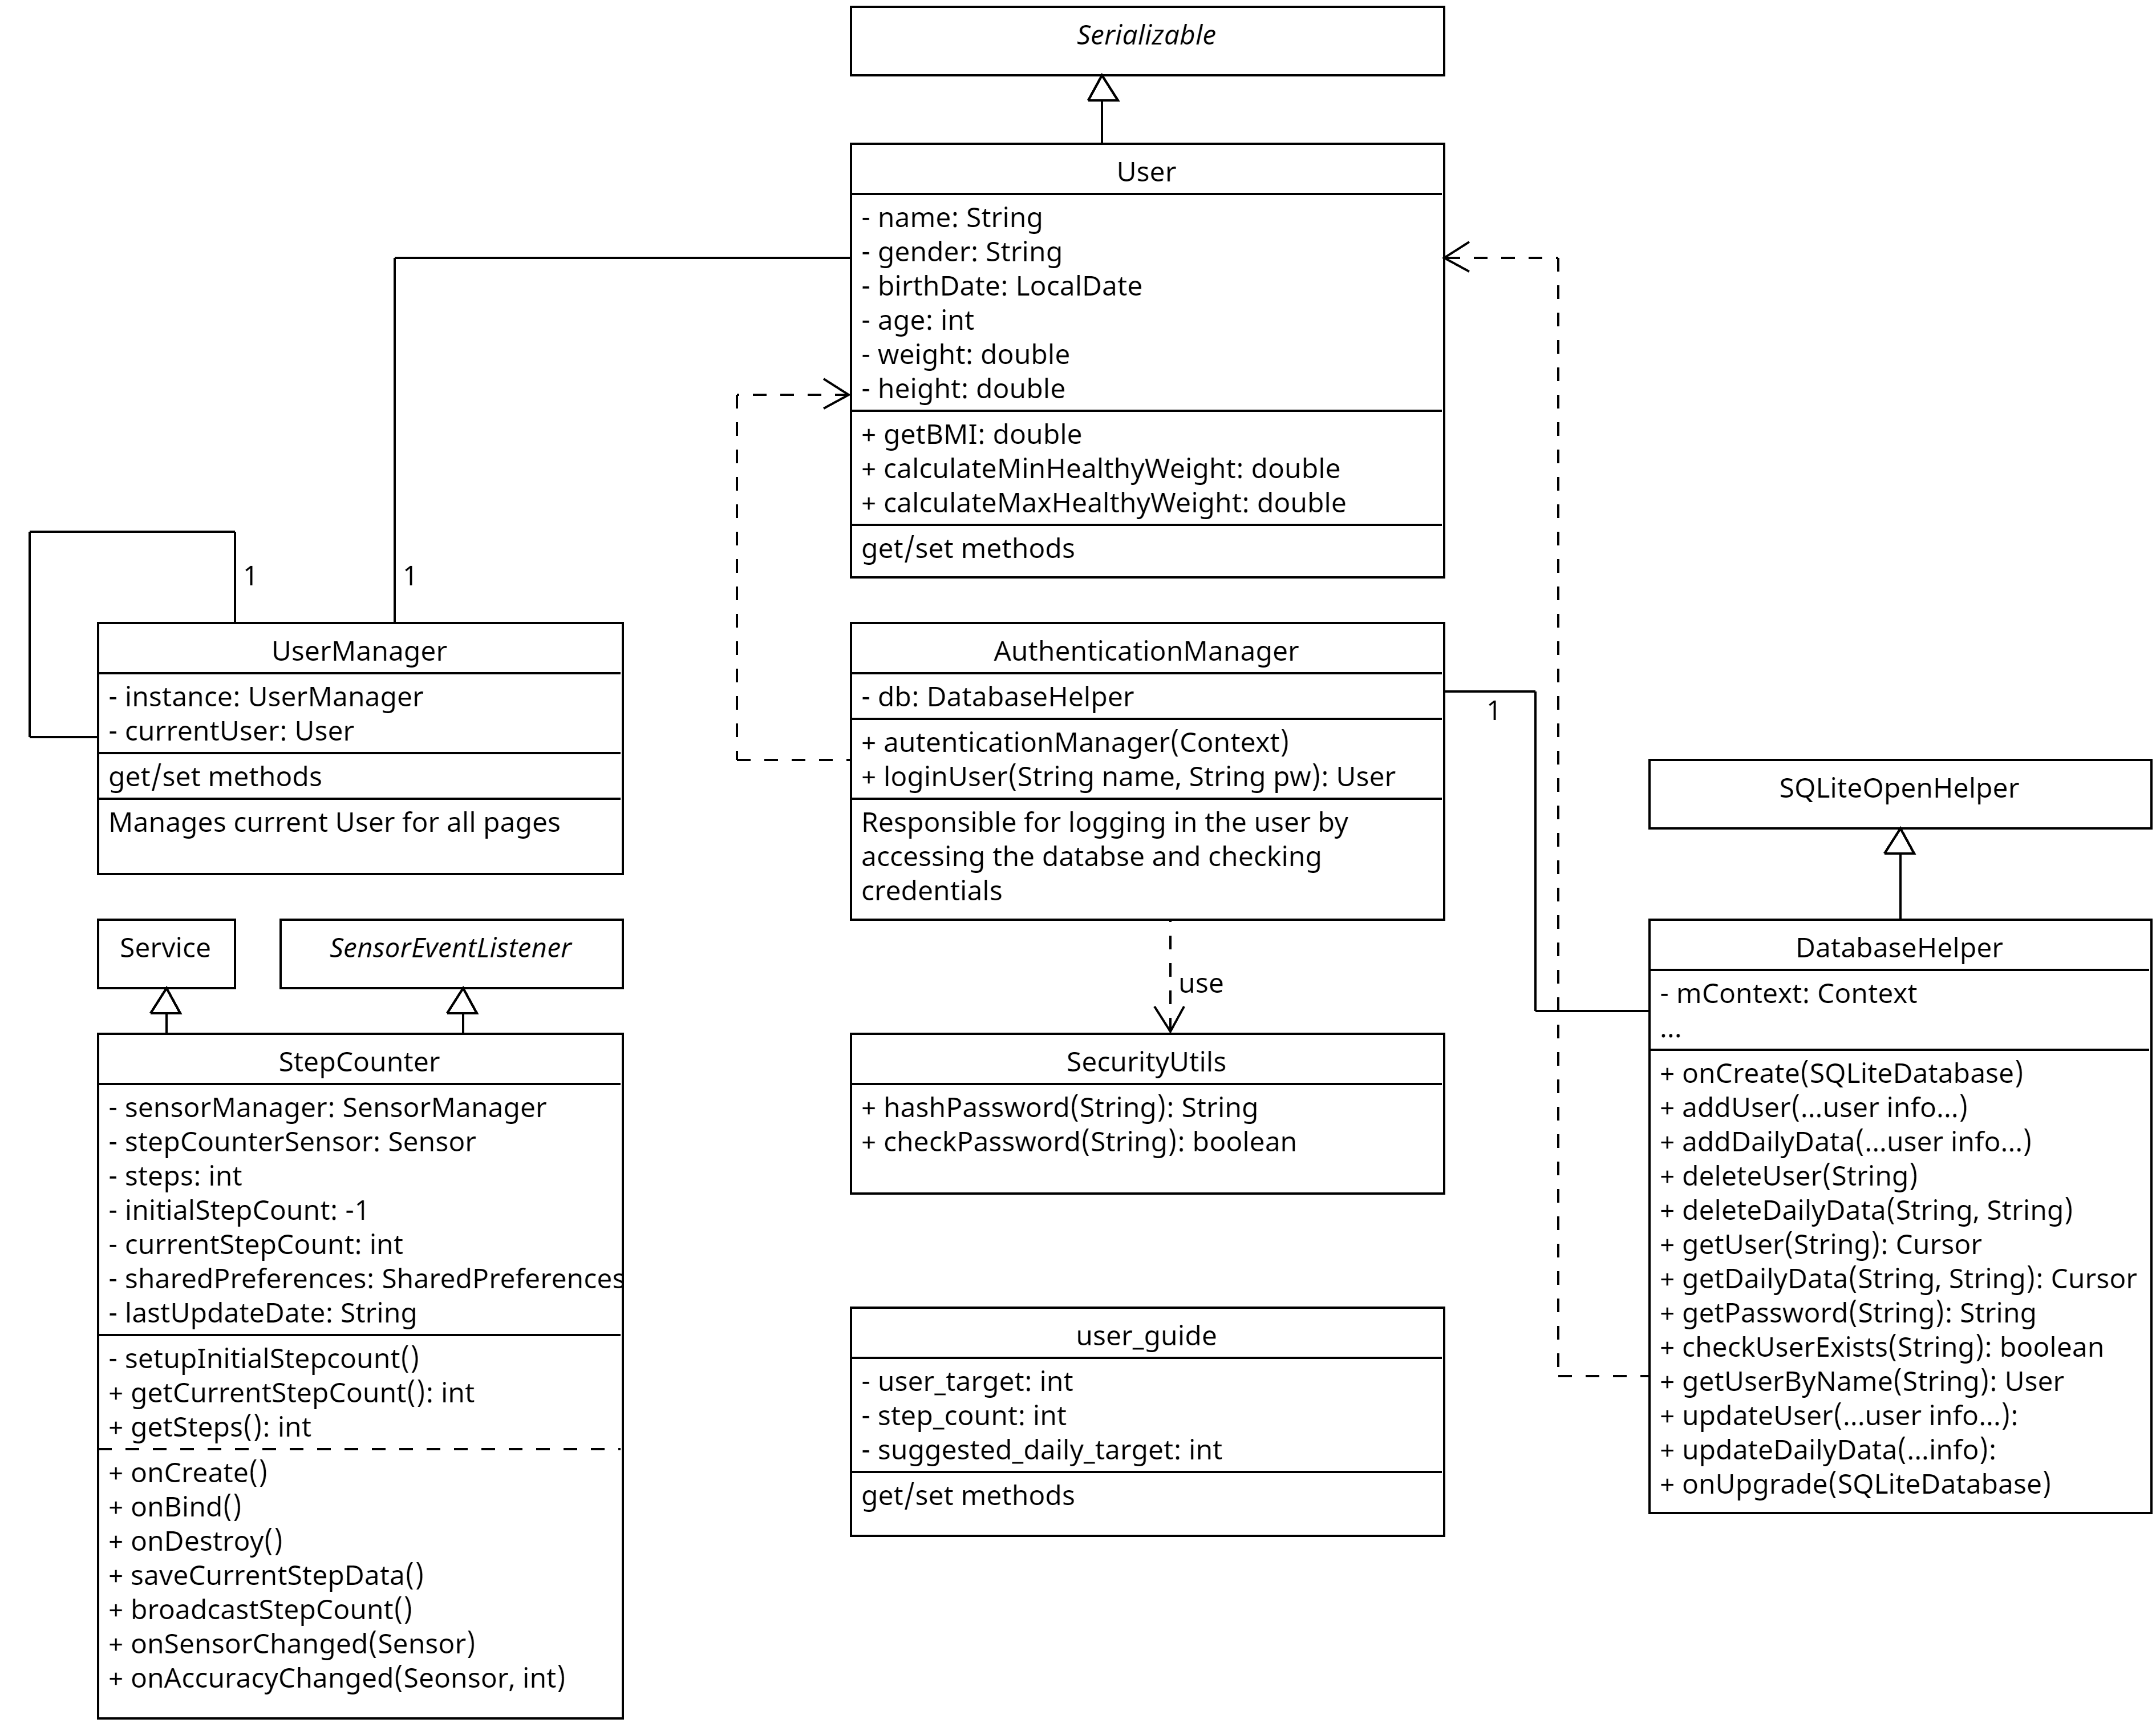 Serializable
User
- name: String
- gender: String
- birthDate: LocalDate
- age: int
- weight: double
- height: double
+ getBMI: double
+ calculateMinHealthyWeight: double
+ calculateMaxHealthyWeight: double
get/set methods
1
1
UserManager
- instance: UserManager
- currentUser: User
get/set methods
Manages current User for all pages
AuthenticationManager
- db: DatabaseHelper
+ autenticationManager(Context)
+ loginUser(String name, String pw): User
Responsible for logging in the user by
accessing the databse and checking
credentials
1
SQLiteOpenHelper
Service
SensorEventListener
use
StepCounter
- sensorManager: SensorManager
- stepCounterSensor: Sensor
- steps: int
- initialStepCount: -1
- currentStepCount: int
- sharedPreferences: SharedPreferences
- lastUpdateDate: String
- setupInitialStepcount()
+ getCurrentStepCount(): int
+ getSteps(): int
+ onCreate()
+ onBind()
+ onDestroy()
+ saveCurrentStepData()
+ broadcastStepCount()
+ onSensorChanged(Sensor)
+ onAccuracyChanged(Seonsor, int)
SecurityUtils
+ hashPassword(String): String
+ checkPassword(String): boolean
user_guide
- user_target: int
- step_count: int
- suggested_daily_target: int
get/set methods
DatabaseHelper
- mContext: Context
...
+ onCreate(SQLiteDatabase)
+ addUser(...user info...)
+ addDailyData(...user info...)
+ deleteUser(String)
+ deleteDailyData(String, String)
+ getUser(String): Cursor
+ getDailyData(String, String): Cursor
+ getPassword(String): String
+ checkUserExists(String): boolean
+ getUserByName(String): User
+ updateUser(...user info...):
+ updateDailyData(...info):
+ onUpgrade(SQLiteDatabase)